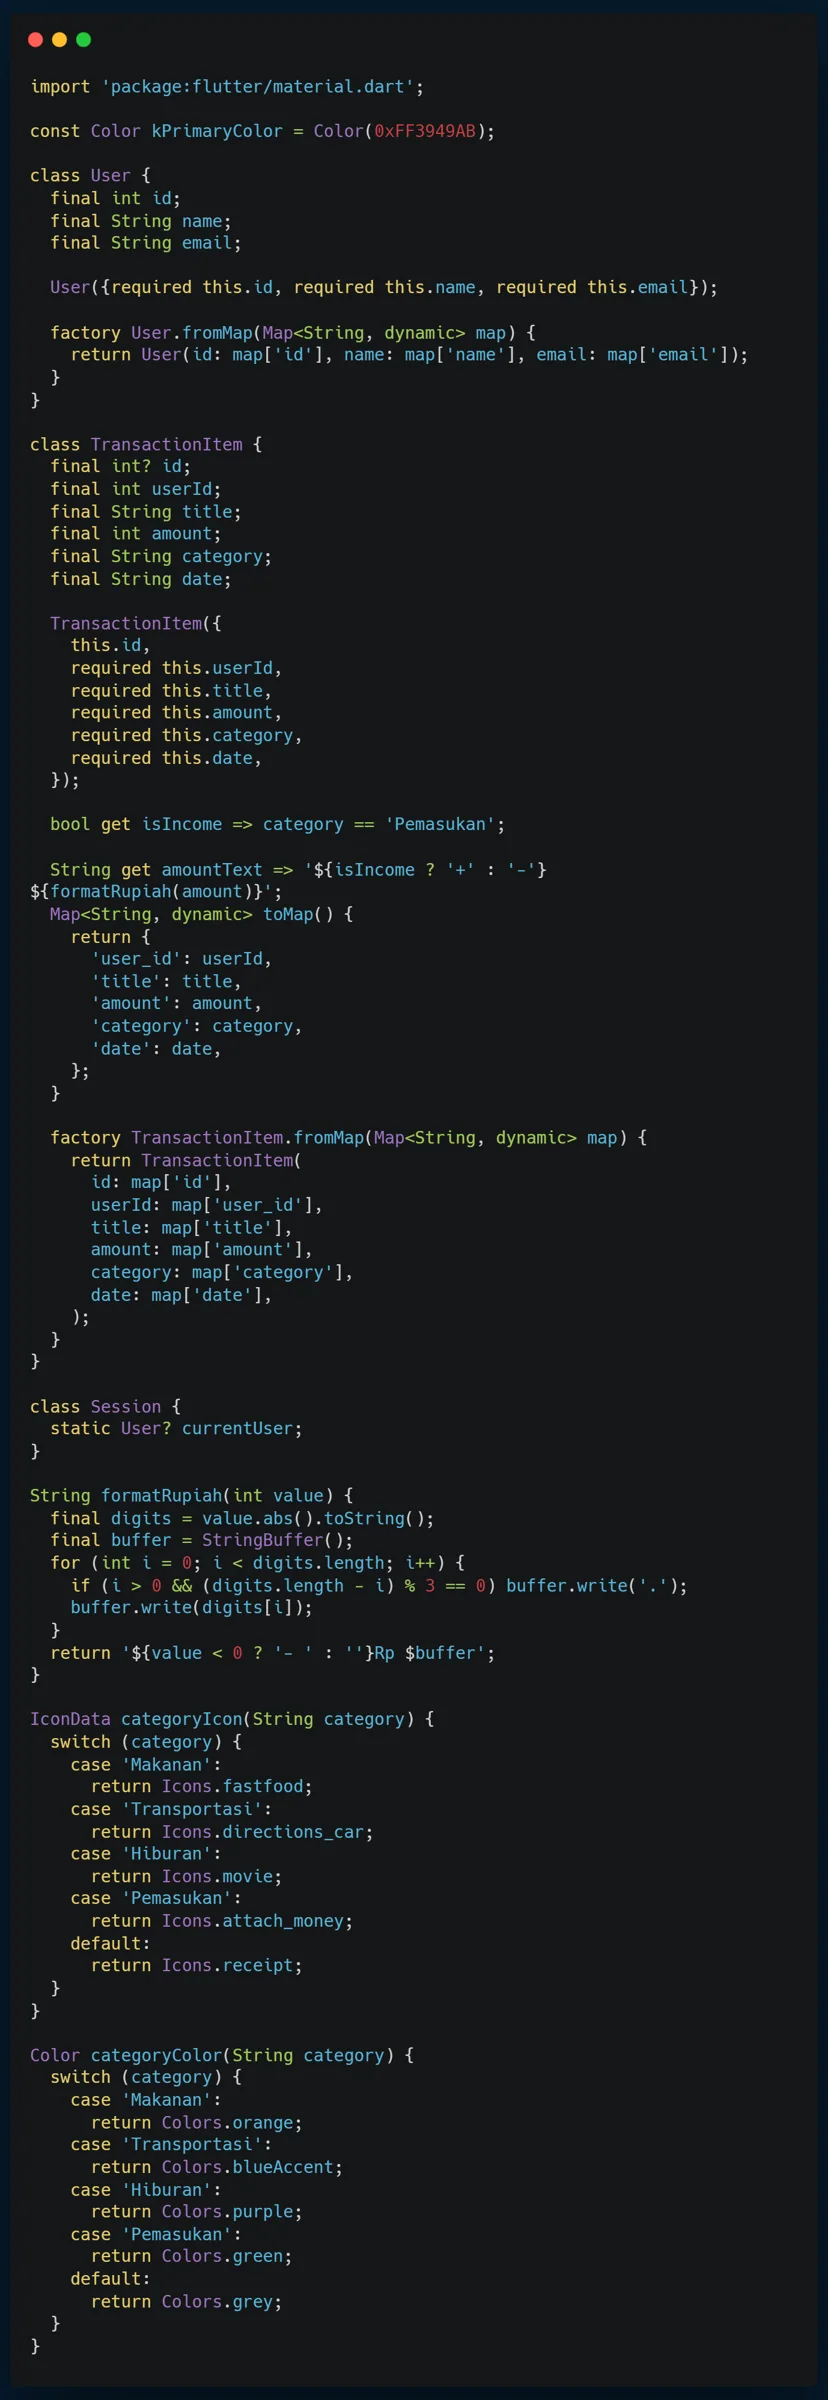 import 'package:flutter/material.dart';

const Color kPrimaryColor = Color(0xFF3949AB);

class User {
  final int id;
  final String name;
  final String email;

  User({required this.id, required this.name, required this.email});

  factory User.fromMap(Map<String, dynamic> map) {
    return User(id: map['id'], name: map['name'], email: map['email']);
  }
}

class TransactionItem {
  final int? id;
  final int userId;
  final String title;
  final int amount;
  final String category;
  final String date;

  TransactionItem({
    this.id,
    required this.userId,
    required this.title,
    required this.amount,
    required this.category,
    required this.date,
  });

  bool get isIncome => category == 'Pemasukan';

  String get amountText => '${isIncome ? '+' : '-'}
${formatRupiah(amount)}';
  Map<String, dynamic> toMap() {
    return {
      'user_id': userId,
      'title': title,
      'amount': amount,
      'category': category,
      'date': date,
    };
  }

  factory TransactionItem.fromMap(Map<String, dynamic> map) {
    return TransactionItem(
      id: map['id'],
      userId: map['user_id'],
      title: map['title'],
      amount: map['amount'],
      category: map['category'],
      date: map['date'],
    );
  }
}

class Session {
  static User? currentUser;
}

String formatRupiah(int value) {
  final digits = value.abs().toString();
  final buffer = StringBuffer();
  for (int i = 0; i < digits.length; i++) {
    if (i > 0 && (digits.length - i) % 3 == 0) buffer.write('.');
    buffer.write(digits[i]);
  }
  return '${value < 0 ? '- ' : ''}Rp $buffer';
}

IconData categoryIcon(String category) {
  switch (category) {
    case 'Makanan':
      return Icons.fastfood;
    case 'Transportasi':
      return Icons.directions_car;
    case 'Hiburan':
      return Icons.movie;
    case 'Pemasukan':
      return Icons.attach_money;
    default:
      return Icons.receipt;
  }
}

Color categoryColor(String category) {
  switch (category) {
    case 'Makanan':
      return Colors.orange;
    case 'Transportasi':
      return Colors.blueAccent;
    case 'Hiburan':
      return Colors.purple;
    case 'Pemasukan':
      return Colors.green;
    default:
      return Colors.grey;
  }
}